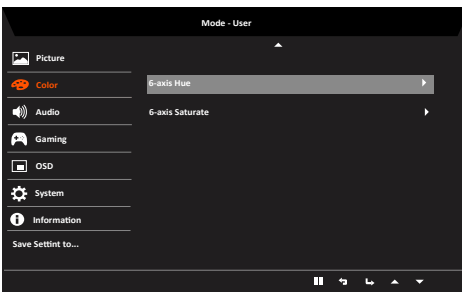 Mode - User
Picture
Color
Audio
Gaming
OSD
System
Information
Save Settint to...
6-axis Hue
6-axis Saturate